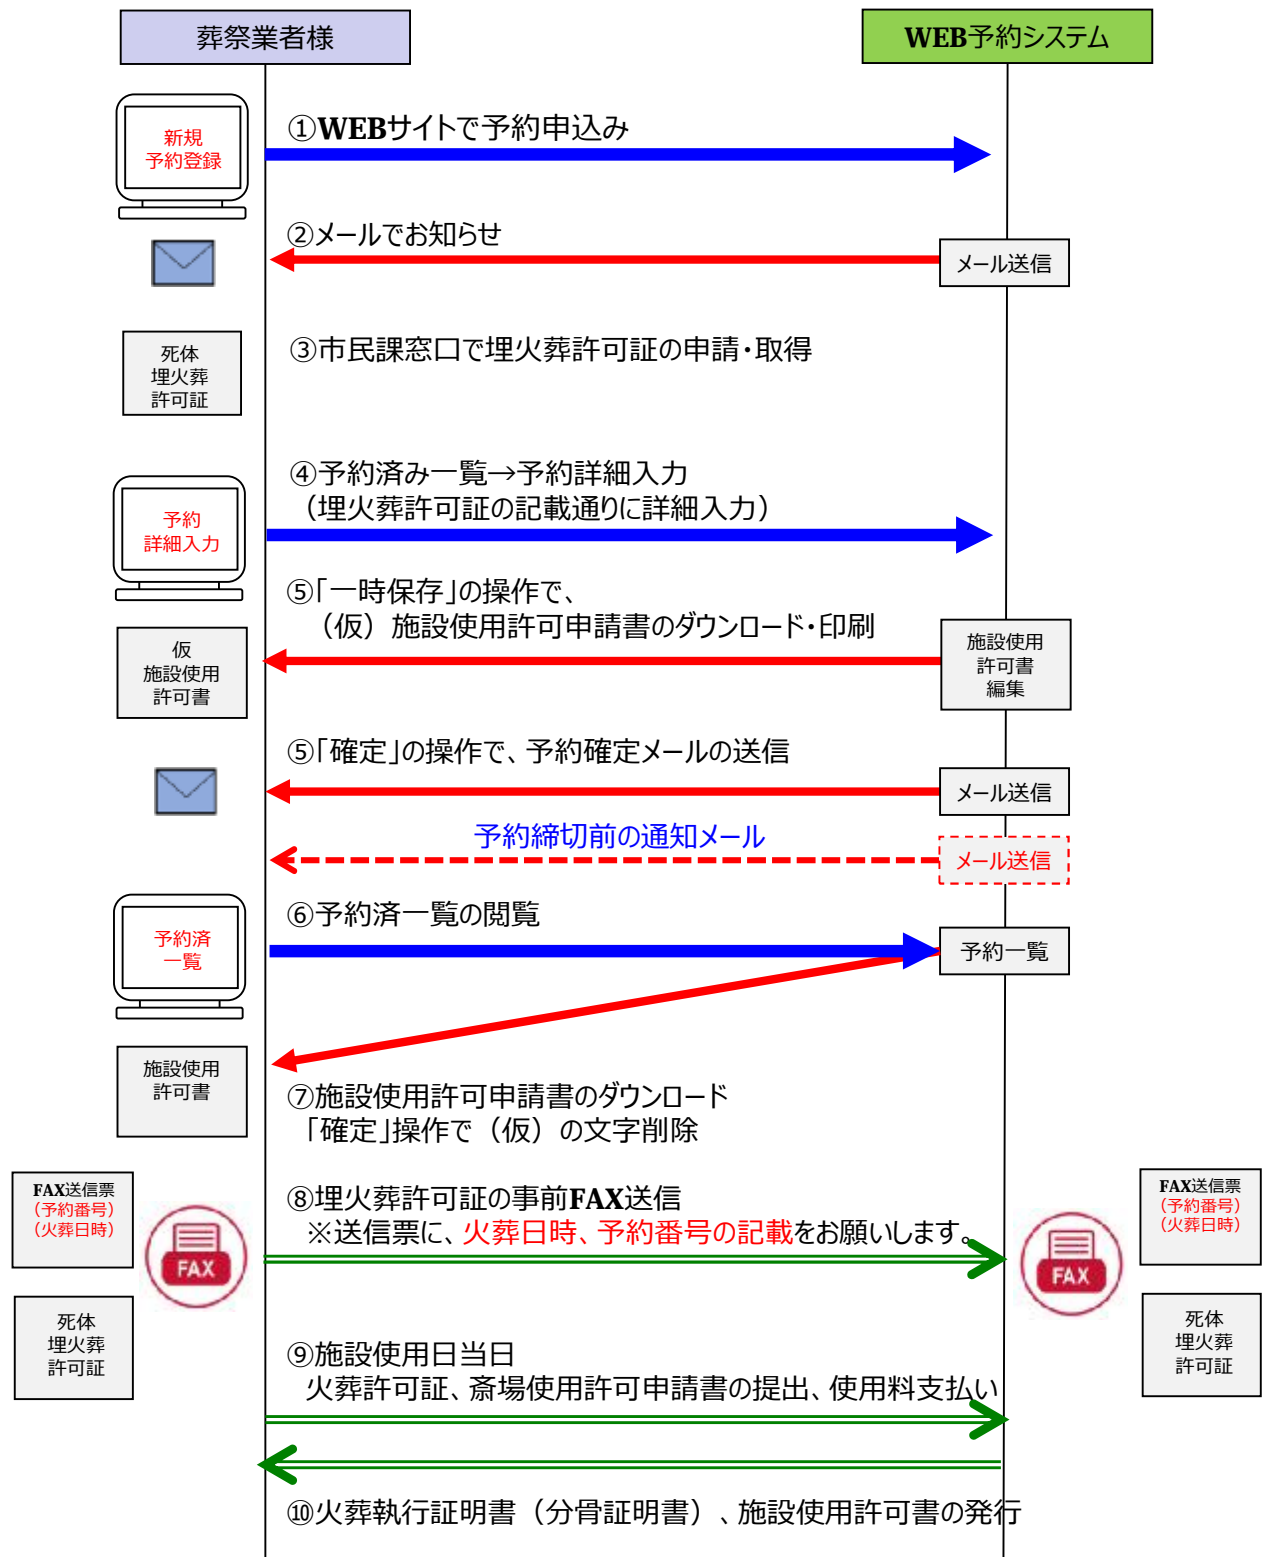 葬祭業者様
WEB予約システム
新規
予約登録
①WEBサイトで予約申込み
②メールでお知らせ
メール送信
死体
埋火葬
許可証
③市民課窓口で埋火葬許可証の申請・取得
④予約済み一覧→予約詳細入力
（埋火葬許可証の記載通りに詳細入力）
予約
詳細入力
⑤「一時保存」の操作で、
（仮）施設使用許可申請書のダウンロード・印刷
仮
施設使用
許可書
施設使用
許可書
編集
⑤「確定」の操作で、予約確定メールの送信
メール送信
予約締切前の通知メール
メール送信
⑥予約済一覧の閲覧
予約済
一覧
予約一覧
施設使用
許可書
⑦施設使用許可申請書のダウンロード
「確定」操作で（仮）の文字削除
FAX送信票
（予約番号）
（火葬日時）
FAX
⑧埋火葬許可証の事前FAX送信
※送信票に、火葬日時、予約番号の記載をお願いします。
FAX
FAX送信票
（予約番号）
（火葬日時）
死体
埋火葬
許可証
死体
埋火葬
許可証
⑨施設使用日当日
火葬許可証、斎場使用許可申請書の提出、使用料支払い
⑩火葬執行証明書（分骨証明書）、施設使用許可書の発行